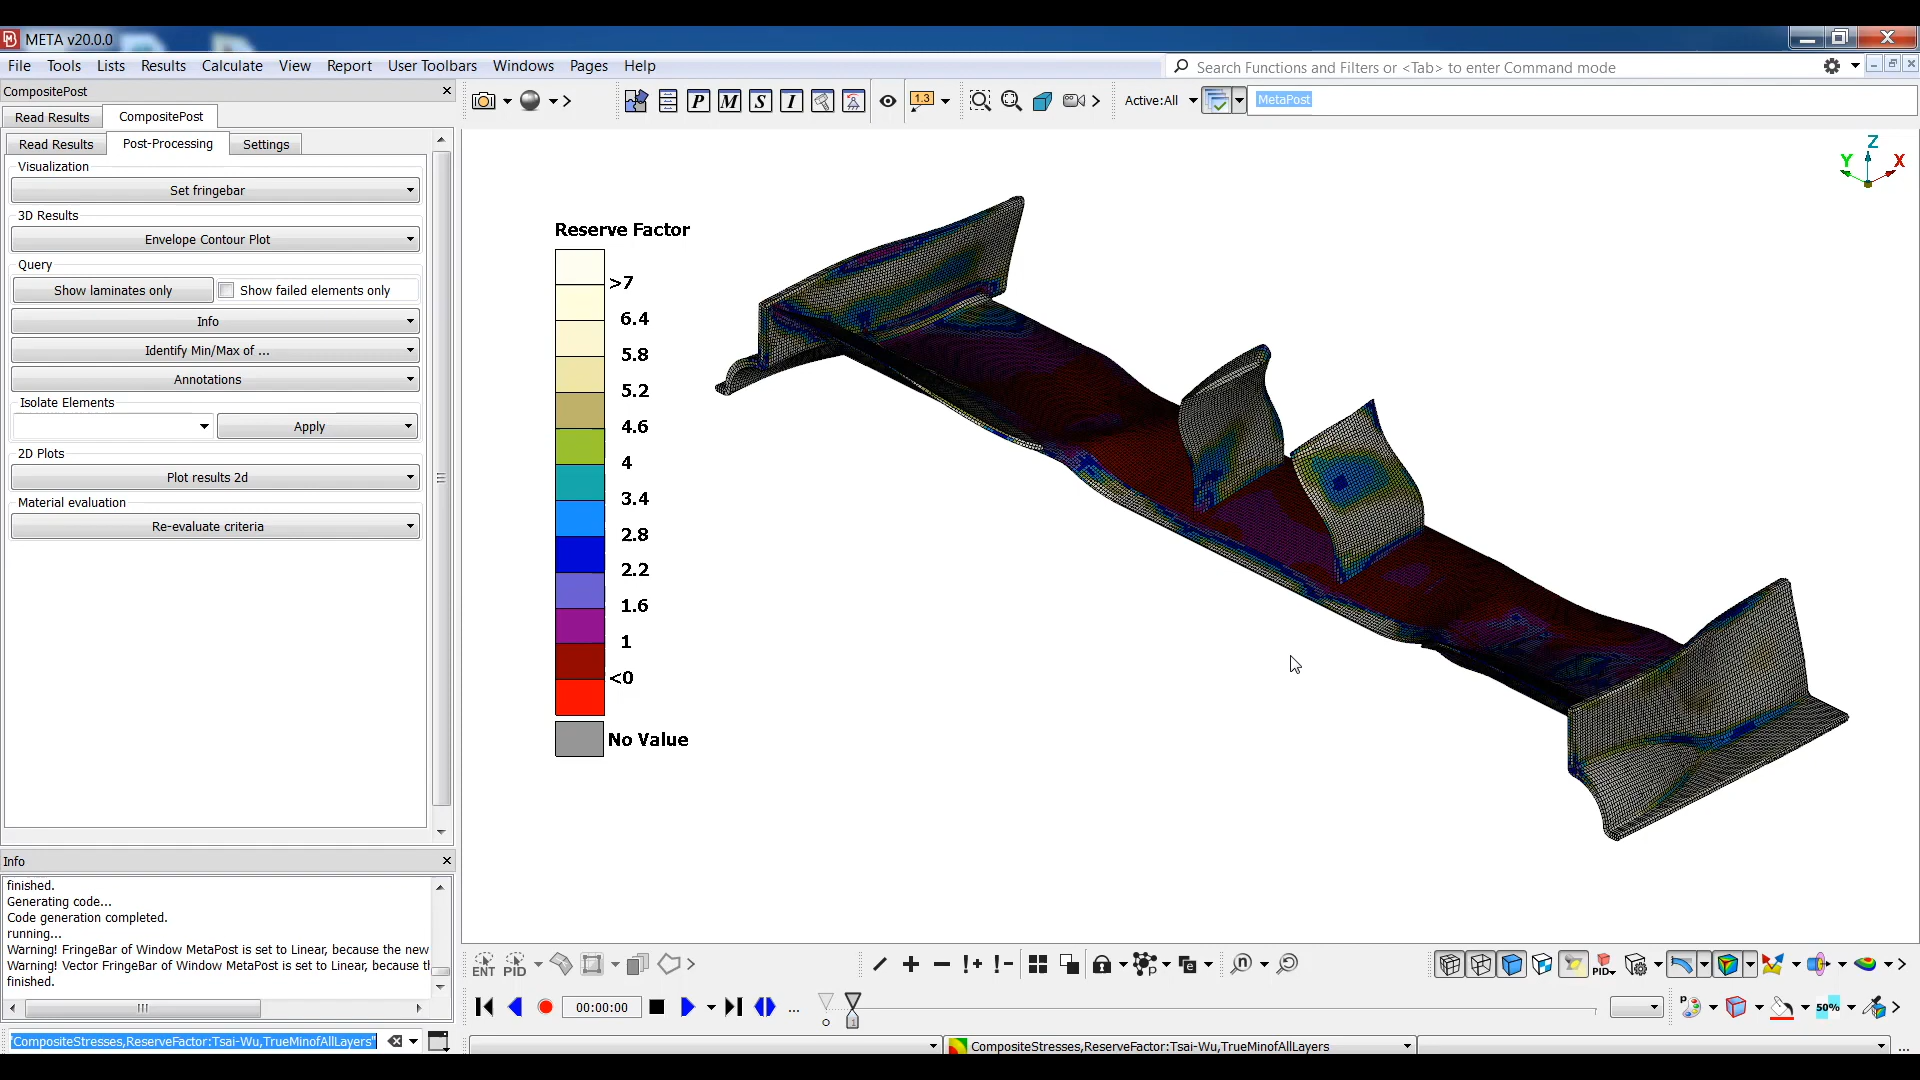 META v20.0.0
File Tools Lists Results Calculate View Report User Toolbars Windows Pages Help
Search Functions and Filters or <Tab> to enter Command mode
CompositePost
P M S I 1.3 Active:All MetaPost
Read Results CompositePost
Read Results Post-Processing Settings
Visualization
Set fringebar
3D Results
Envelope Contour Plot
Query
Show laminates only Show failed elements only
Info
Identify Min/Max of ...
Annotations
Isolate Elements
Apply
2D Plots
Plot results 2d
Material evaluation
Re-evaluate criteria
Z
Y X
Reserve Factor
>7
6.4
5.8
5.2
4.6
4
3.4
2.8
2.2
1.6
1
<0
No Value
Info
finished.
Generating code...
Code generation completed.
running...
Warning! FringeBar of Window MetaPost is set to Linear, because the new
Warning! Vector FringeBar of Window MetaPost is set to Linear, because t
finished.
CompositeStresses,ReserveFactor:Tsai-Wu,TrueMinofAllLayers"
ENT PID
PID
00:00:00
...
1
P 50%
CompositeStresses,ReserveFactor:Tsai-Wu,TrueMinofAllLayers
...